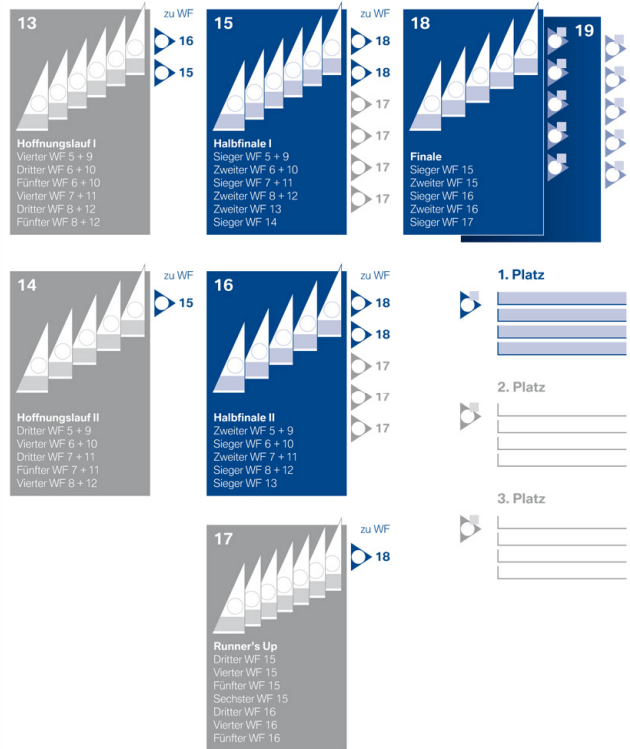 13
zu WF
16
15
Hoffnungslauf I
Vierter WF 5 + 9
Dritter WF 6 + 10
Fünfter WF 6 + 10
Vierter WF 7 + 11
Dritter WF 8 + 12
Fünfter WF 8 + 12
15
zu WF
18
18
17
17
17
17
Halbfinale I
Sieger WF 5 + 9
Zweiter WF 6 + 10
Sieger WF 7 + 11
Zweiter WF 8 + 12
Zweiter WF 13
Sieger WF 14
18
19
Finale
Sieger WF 15
Zweiter WF 15
Sieger WF 16
Zweiter WF 16
Sieger WF 17
14
zu WF
15
Hoffnungslauf II
Dritter WF 5 + 9
Vierter WF 6 + 10
Dritter WF 7 + 11
Fünfter WF 7 + 11
Vierter WF 8 + 12
16
zu WF
18
18
17
17
17
Halbfinale II
Zweiter WF 5 + 9
Sieger WF 6 + 10
Zweiter WF 7 + 11
Sieger WF 8 + 12
Sieger WF 13
1. Platz
2. Platz
3. Platz
17
zu WF
18
Runner's Up
Dritter WF 15
Vierter WF 15
Fünfter WF 15
Sechster WF 15
Dritter WF 16
Vierter WF 16
Fünfter WF 16